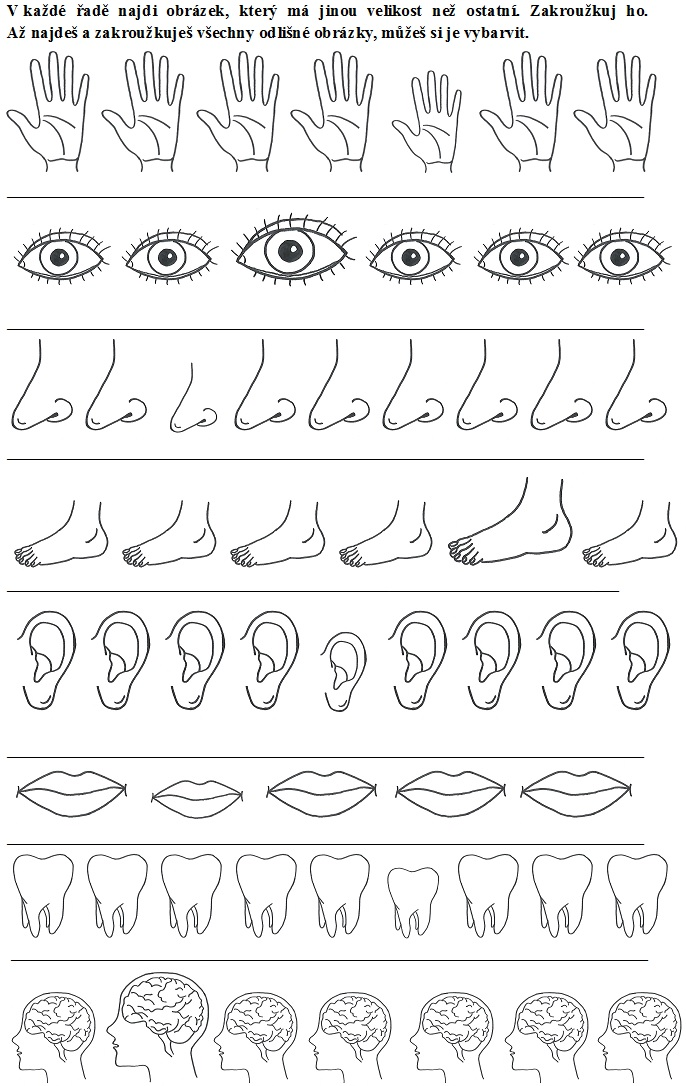 V každé řadě najdi obrázek, který má jinou velikost než ostatní. Zakroužkuj ho.
Až najdeš a zakroužkuješ všechny odlišné obrázky, můžeš si je vybarvit.